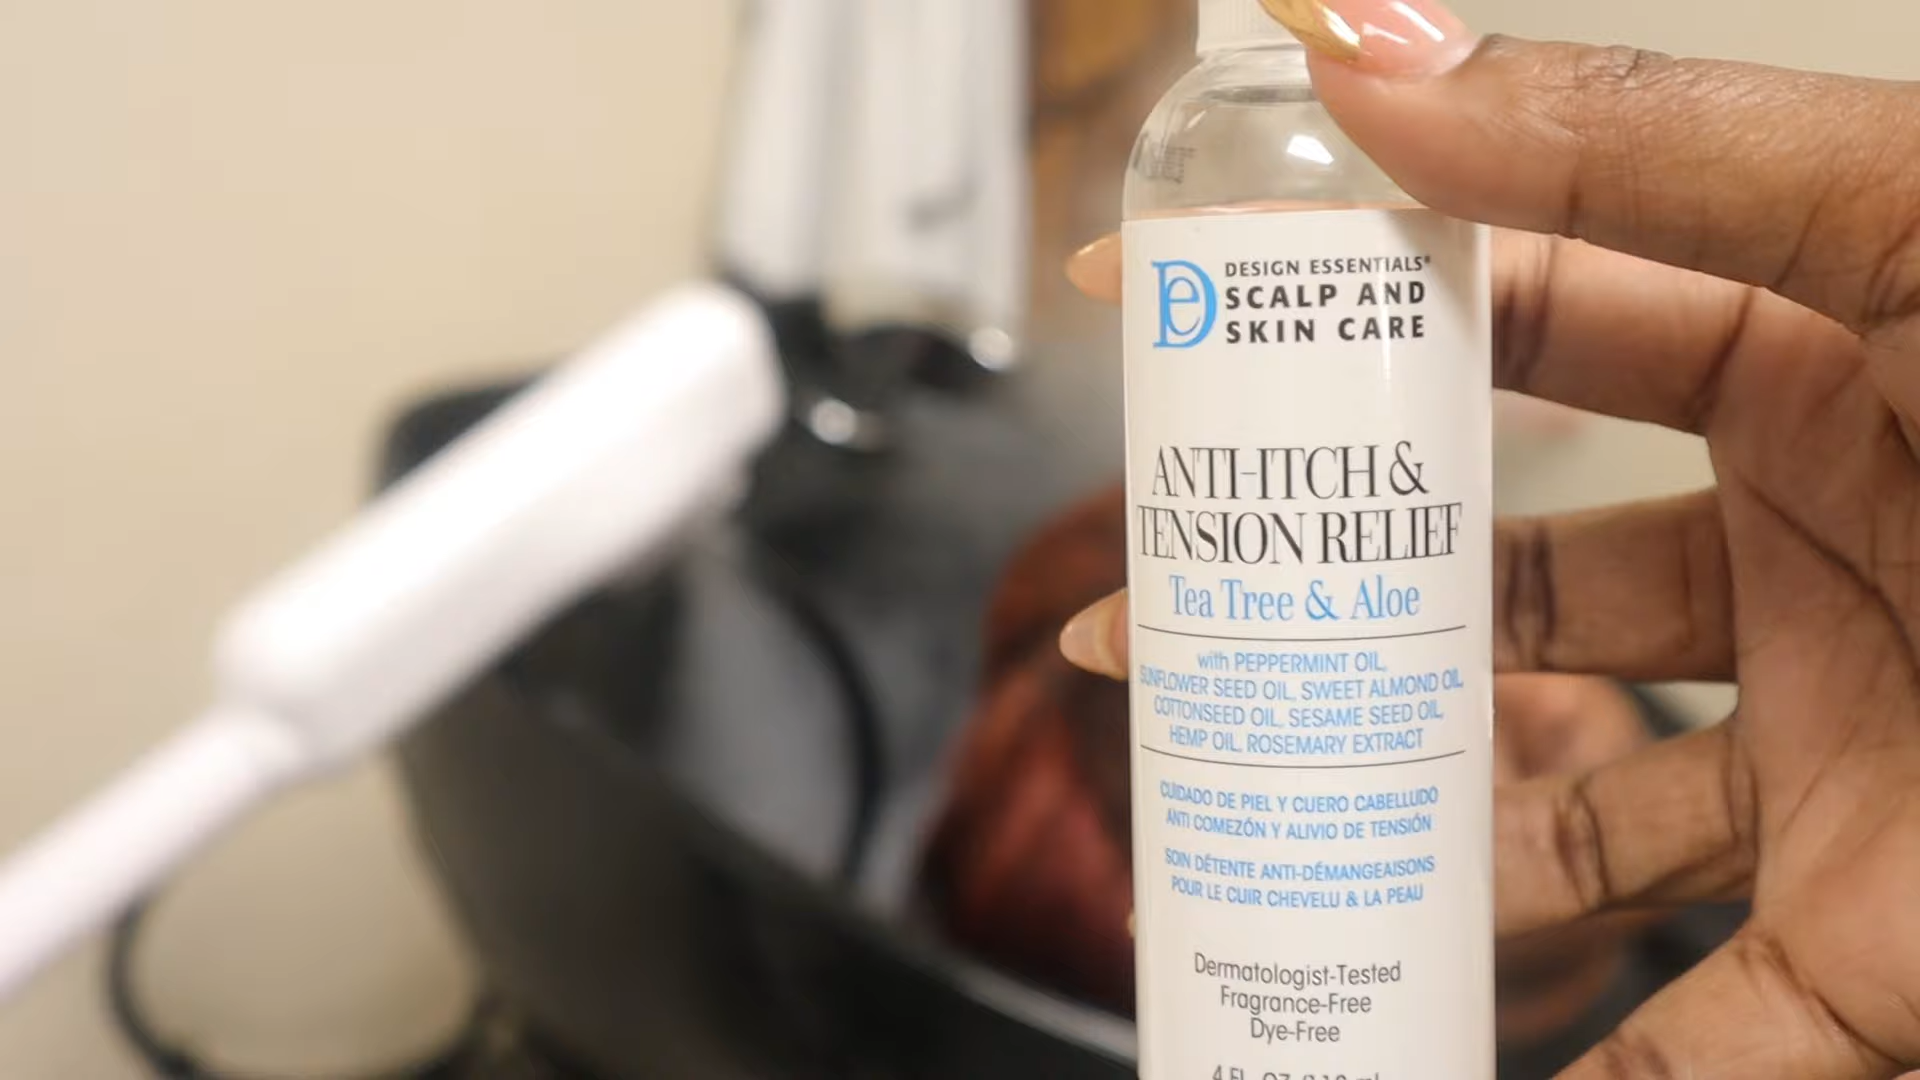 DESIGN ESSENTIALS®
SCALP AND
SKIN CARE
ANTI-ITCH &
TENSION RELIEF
Tea Tree & Aloe
with PEPPERMINT OIL,
SUNFLOWER SEED OIL, SWEET ALMOND OIL,
COTTONSEED OIL, SESAME SEED OIL,
HEMP OIL, ROSEMARY EXTRACT
CUIDADO DE PIEL Y CUERO CABELLUDO
ANTI COMEZÓN Y ALIVIO DE TENSIÓN
SOIN DÉTENTE ANTI-DÉMANGEAISONS
POUR LE CUIR CHEVELU & LA PEAU
Dermatologist-Tested
Fragrance-Free
Dye-Free
4 FL. OZ.